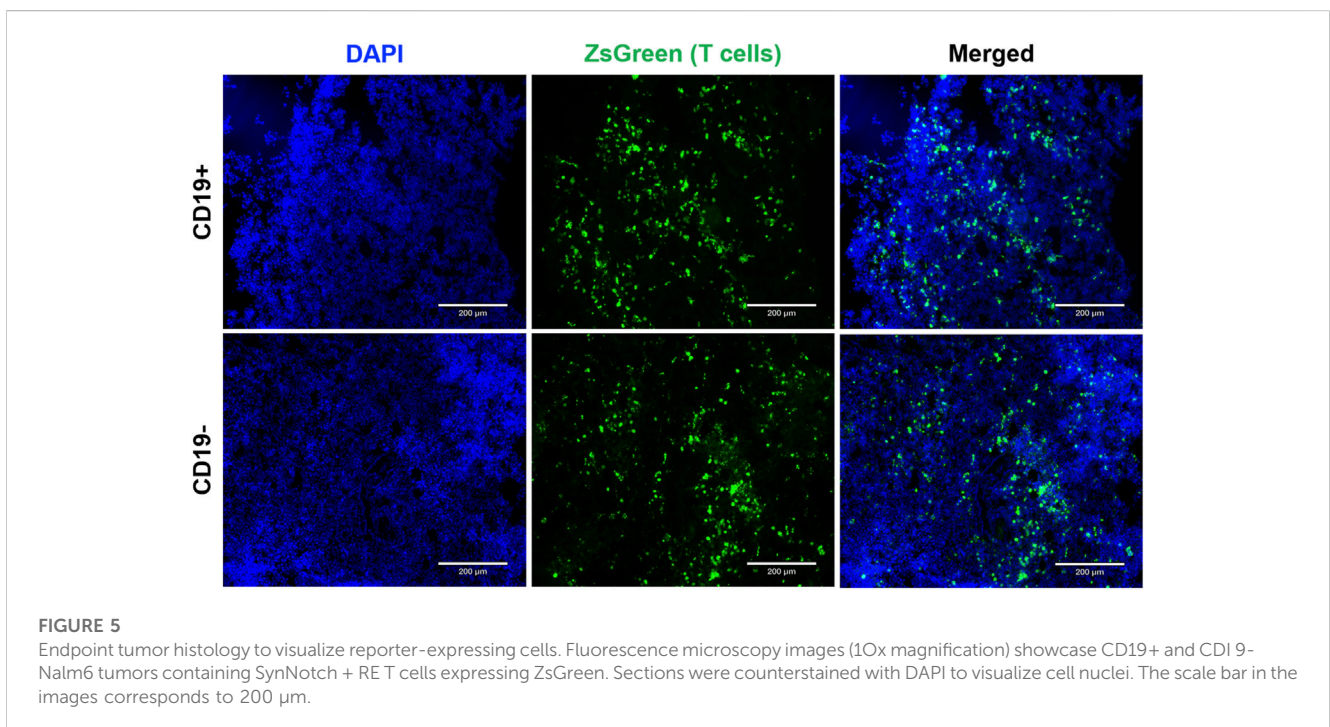 DAPI ZsGreen (T cells) Merged
CD19+
200 µm 200 µm 200 µm
CD19-
200 µm 200 µm 200 µm
FIGURE 5
Endpoint tumor histology to visualize reporter-expressing cells. Fluorescence microscopy images (1Ox magnification) showcase CD19+ and CDI 9-
Nalm6 tumors containing SynNotch + RE T cells expressing ZsGreen. Sections were counterstained with DAPI to visualize cell nuclei. The scale bar in the
images corresponds to 200 µm.